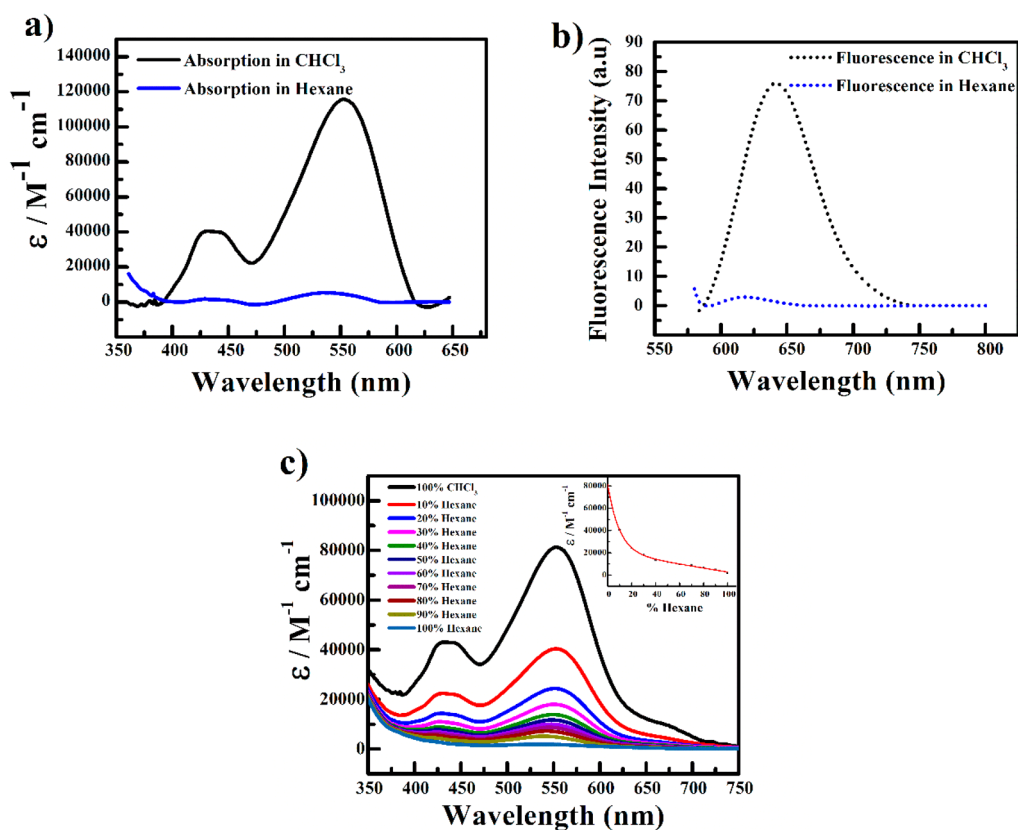 a)
Absorption in CHCl3
Absorption in Hexane
ε / M-1 cm-1
140000
120000
100000
80000
60000
40000
20000
0
350 400 450 500 550 600 650
Wavelength (nm)
b)
Fluorescence in CHCl3
Fluorescence in Hexane
Fluorescence Intensity (a.u)
90
80
70
60
50
40
30
20
10
0
550 600 650 700 750 800
Wavelength (nm)
c)
100% CHCl3
10% Hexane
20% Hexane
30% Hexane
40% Hexane
50% Hexane
60% Hexane
70% Hexane
80% Hexane
90% Hexane
100% Hexane
ε / M-1 cm-1
100000
80000
60000
40000
20000
0
350 400 450 500 550 600 650 700 750
Wavelength (nm)
ε / M-1 cm-1
80000
60000
40000
20000
0
0 20 40 60 80 100
% Hexane